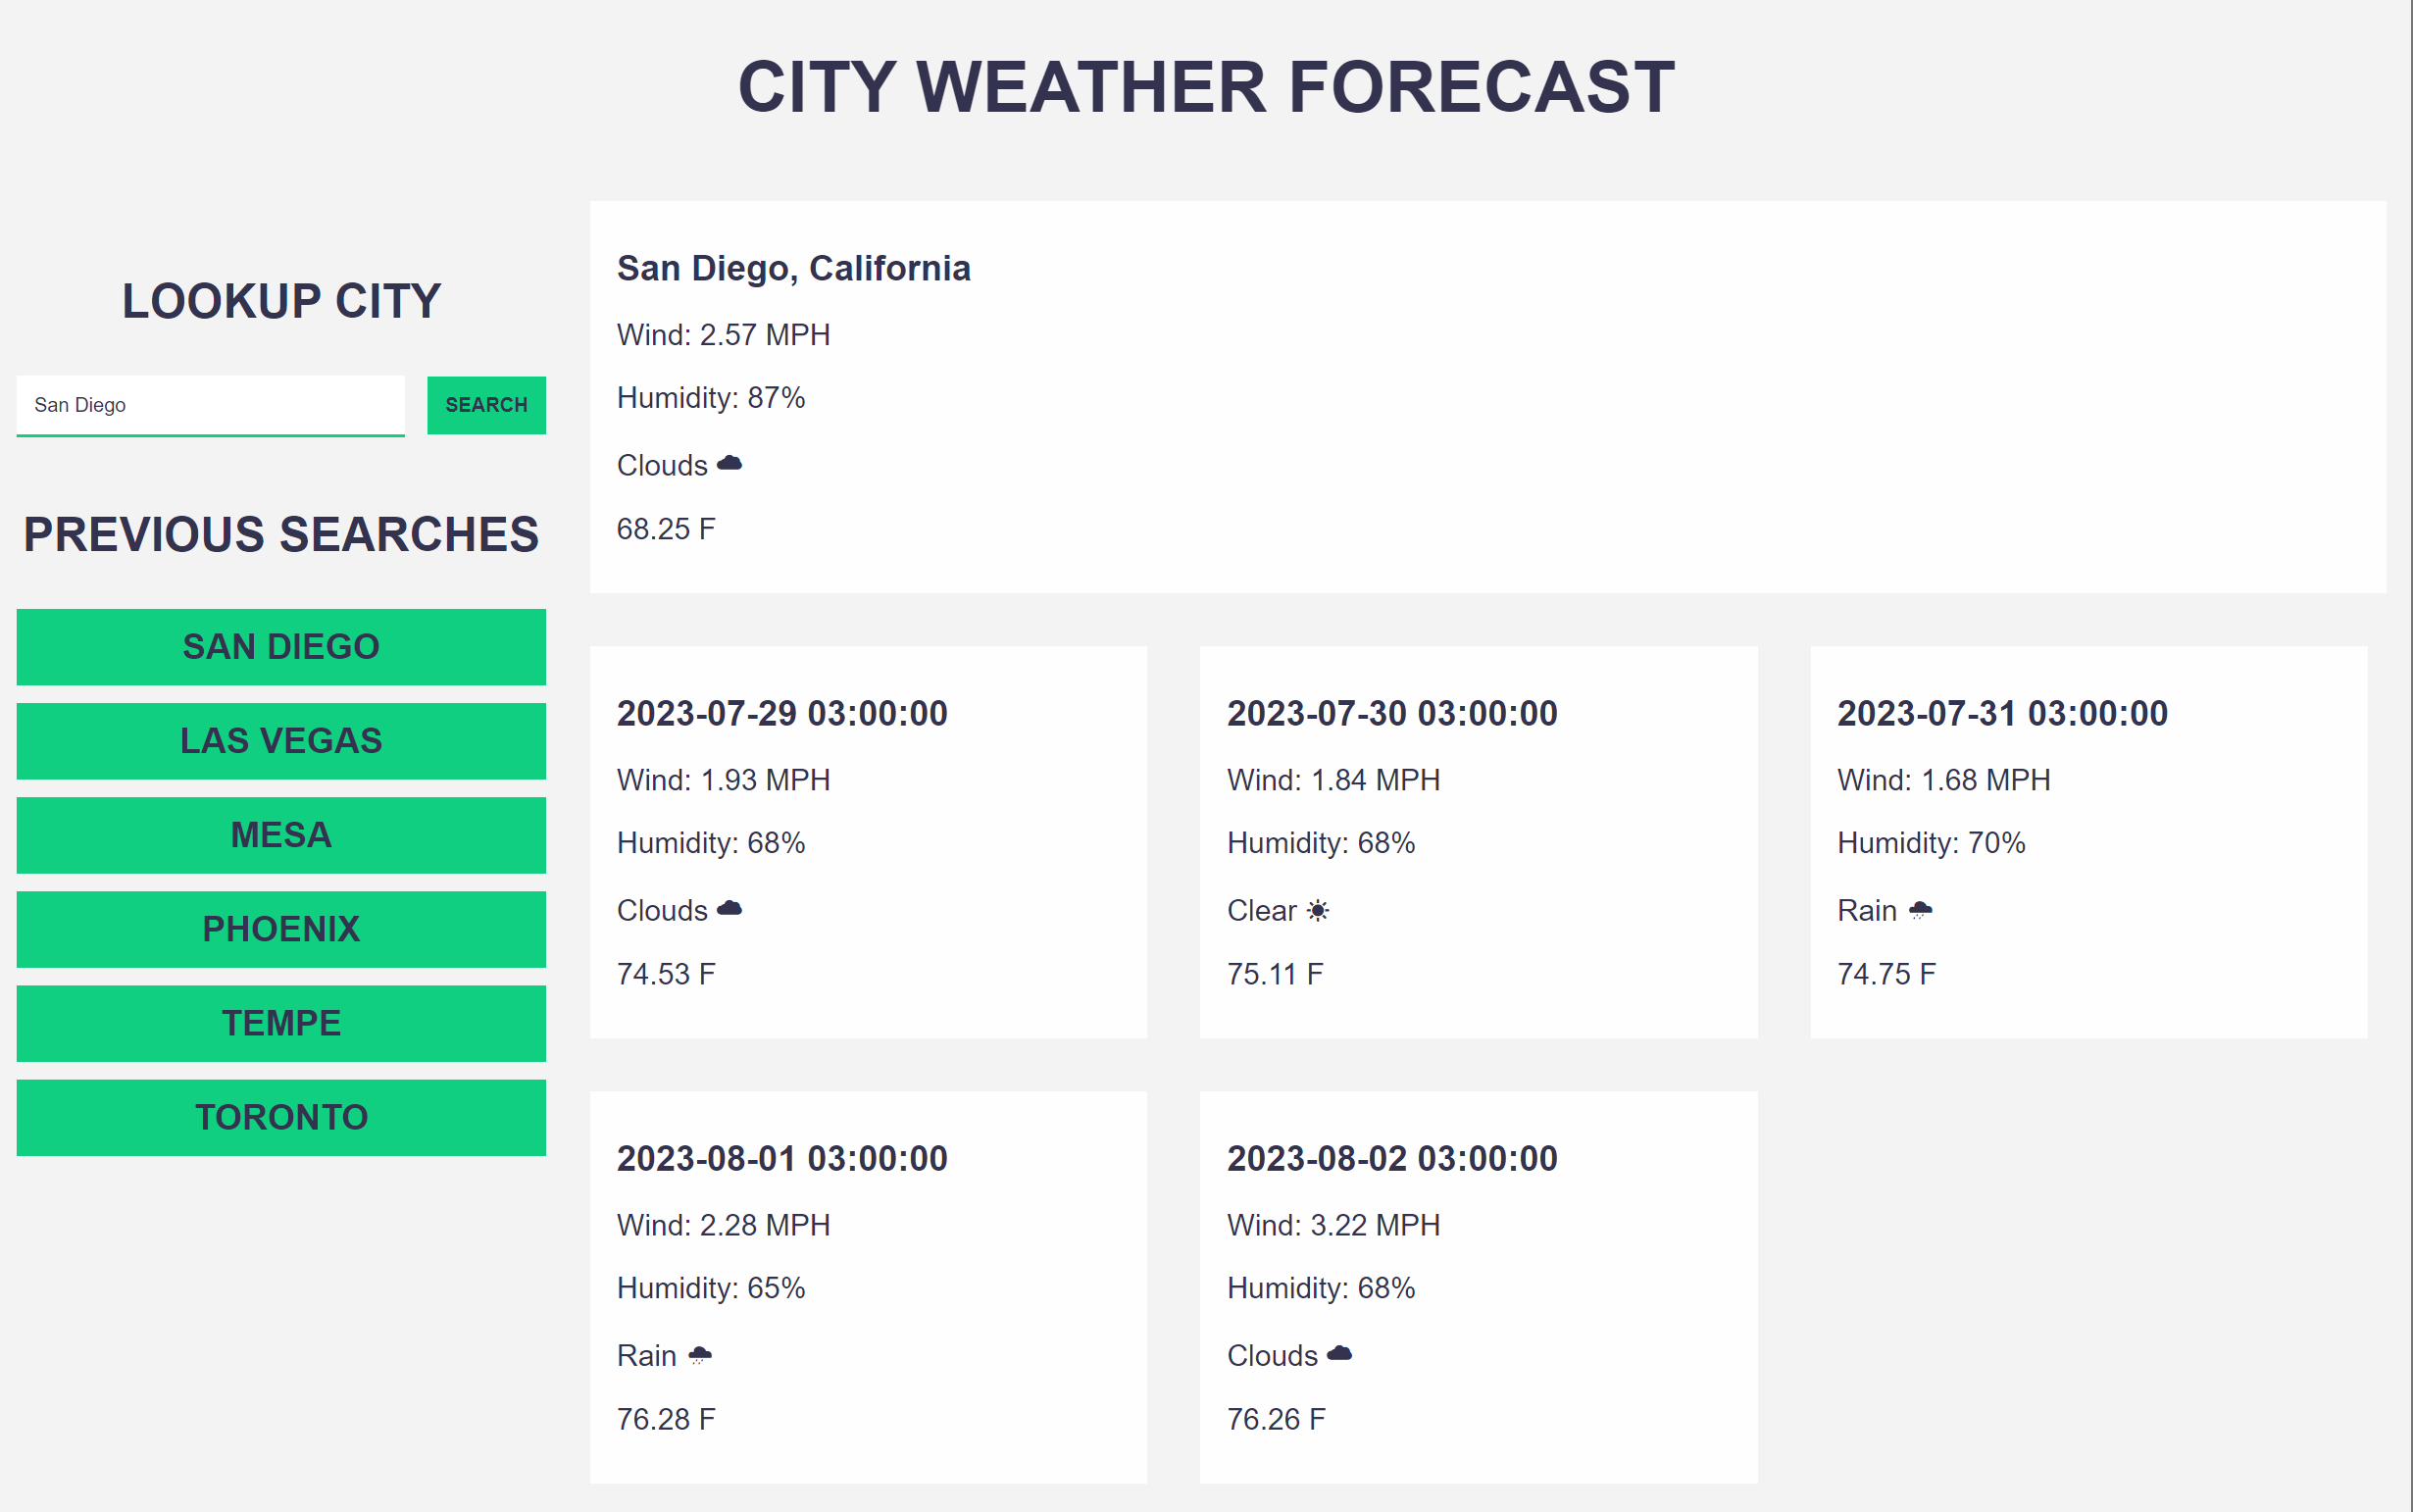 CITY WEATHER FORECAST
LOOKUP CITY
San Diego
SEARCH
PREVIOUS SEARCHES
SAN DIEGO
LAS VEGAS
MESA
PHOENIX
TEMPE
TORONTO
San Diego, California
Wind: 2.57 MPH
Humidity: 87%
Clouds
68.25 F
2023-07-29 03:00:00
Wind: 1.93 MPH
Humidity: 68%
Clouds
74.53 F
2023-07-30 03:00:00
Wind: 1.84 MPH
Humidity: 68%
Clear
75.11 F
2023-07-31 03:00:00
Wind: 1.68 MPH
Humidity: 70%
Rain
74.75 F
2023-08-01 03:00:00
Wind: 2.28 MPH
Humidity: 65%
Rain
76.28 F
2023-08-02 03:00:00
Wind: 3.22 MPH
Humidity: 68%
Clouds
76.26 F